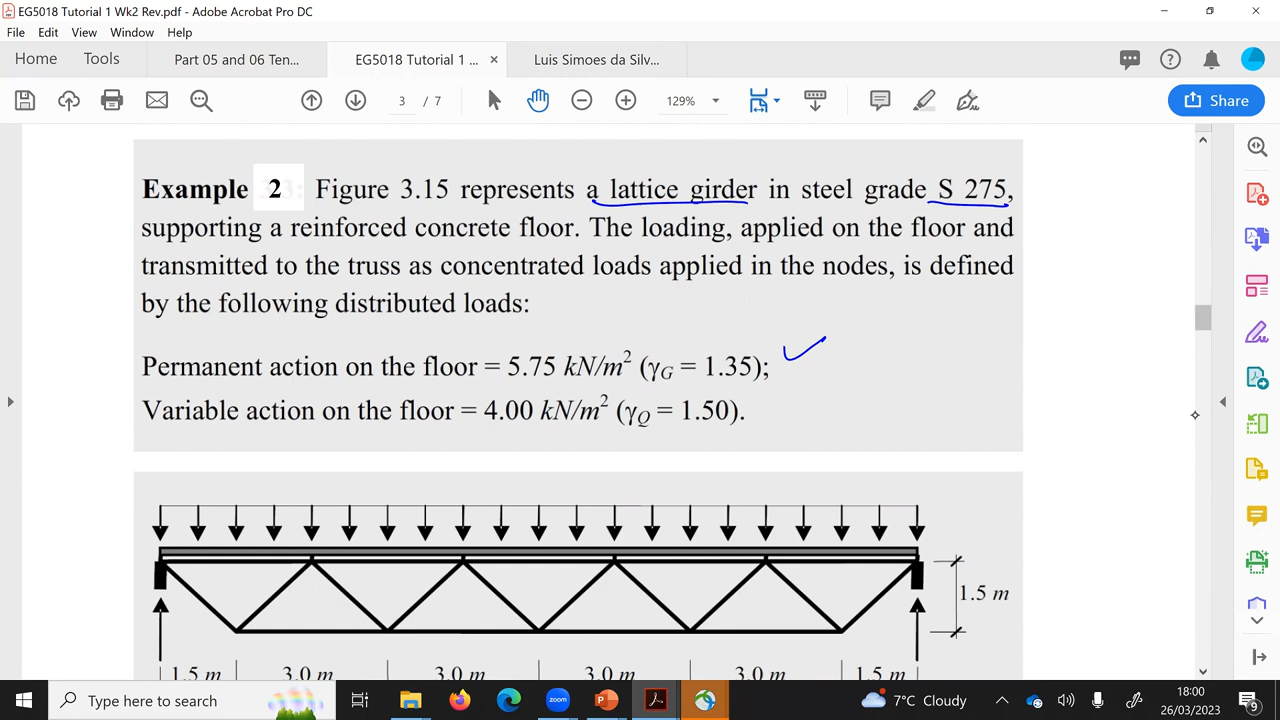 EG5018 Tutorial 1 Wk2 Rev.pdf - Adobe Acrobat Pro DC
File Edit View Window Help
Home Tools Part 05 and 06 Ten... EG5018 Tutorial 1 ... Luis Simoes da Silv...
3 / 7 129% Share
Example 2 Figure 3.15 represents a lattice girder in steel grade S 275,
supporting a reinforced concrete floor. The loading, applied on the floor and
transmitted to the truss as concentrated loads applied in the nodes, is defined
by the following distributed loads:
Permanent action on the floor = 5.75 kN/m² (γG = 1.35);
Variable action on the floor = 4.00 kN/m² (γQ = 1.50).
1.5 m
1.5 m 3.0 m 3.0 m 3.0 m 3.0 m 1.5 m
Type here to search zoom 7°C Cloudy 18:00
26/03/2023 9